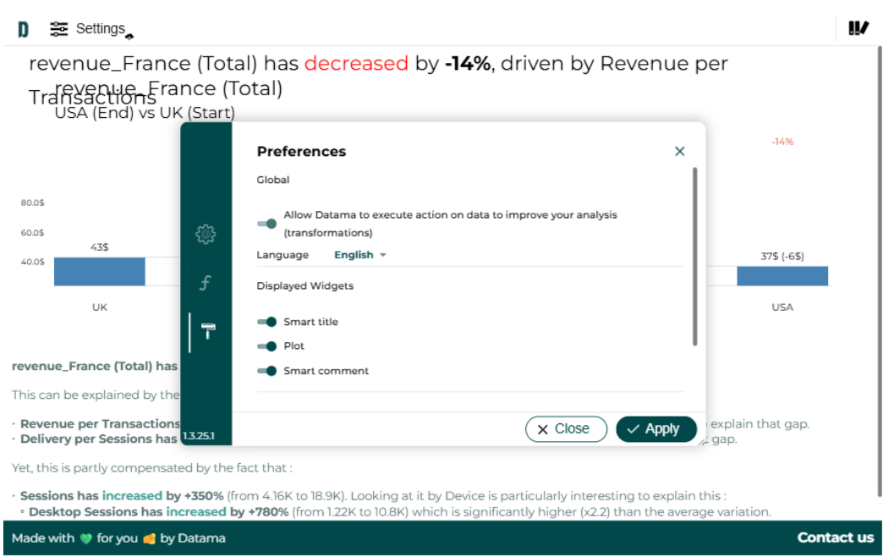 D Settings
revenue_France (Total) has decreased by -14%, driven by Revenue per
Transactions
revenue_France (Total)
USA (End) vs UK (Start)
-14%
80.0$
60.0$
40.0$
43$
37$ (-6$)
UK
USA
Preferences
Global
Allow Datama to execute action on data to improve your analysis
(transformations)
Language English
Displayed Widgets
Smart title
Plot
Smart comment
1.3.25.1
Close Apply
revenue_France (Total) has
This can be explained by the
· Revenue per Transactions
explain that gap.
· Delivery per Sessions has
gap.
Yet, this is partly compensated by the fact that :
· Sessions has increased by +350% (from 4.16K to 18.9K). Looking at it by Device is particularly interesting to explain this :
Desktop Sessions has increased by +780% (from 1.22K to 10.8K) which is significantly higher (x2.2) than the average variation.
Made with 💚 for you 🧀 by Datama
Contact us